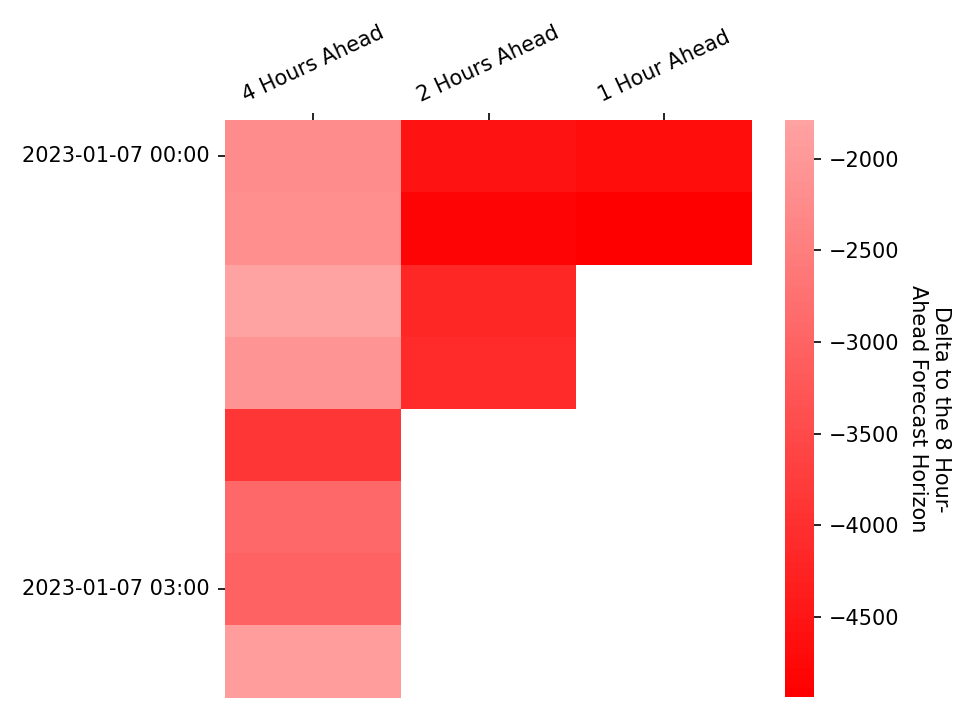 4 Hours Ahead
2 Hours Ahead
1 Hour Ahead
2023-01-07 00:00
2023-01-07 03:00
−2000
−2500
−3000
−3500
−4000
−4500
Delta to the 8 Hour-
Ahead Forecast Horizon